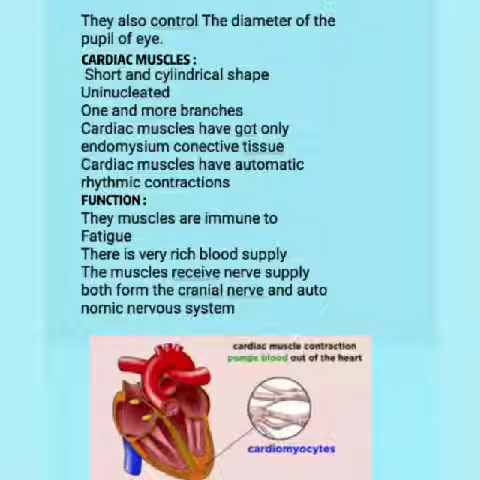 They also control The diameter of the
pupil of eye.
CARDIAC MUSCLES :
Short and cylindrical shape
Uninucleated
One and more branches
Cardiac muscles have got only
endomysium conective tissue
Cardiac muscles have automatic
rhythmic contractions
FUNCTION :
They muscles are immune to
Fatigue
There is very rich blood supply
The muscles receive nerve supply
both form the cranial nerve and auto
nomic nervous system
cardiac muscle contraction
pumps blood out of the heart
cardiomyocytes